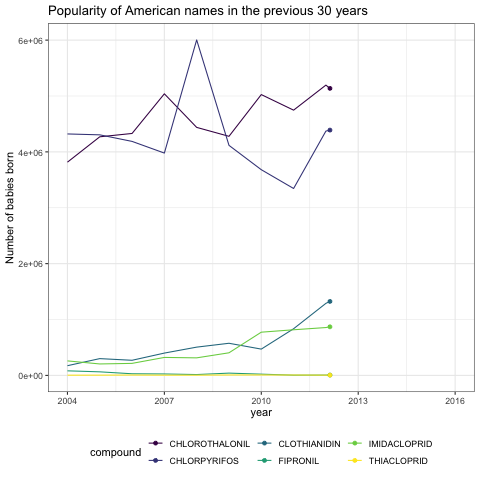 Popularity of American names in the previous 30 years
Number of babies born
6e+06
4e+06
2e+06
0e+00
2004 2007 2010 2013 2016
year
compound
CHLOROTHALONIL CLOTHIANIDIN IMIDACLOPRID
CHLORPYRIFOS FIPRONIL THIACLOPRID